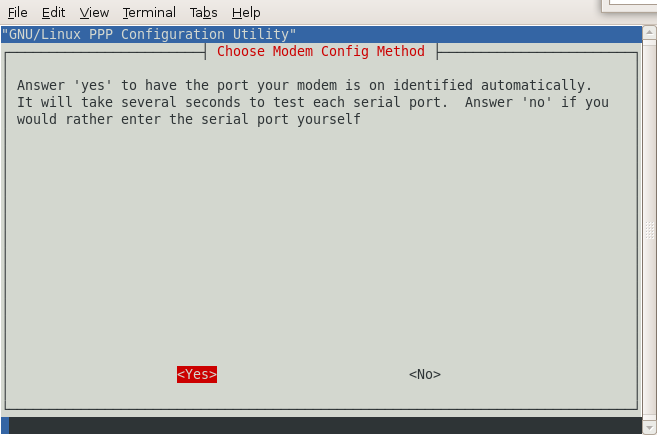 File Edit View Terminal Tabs Help
"GNU/Linux PPP Configuration Utility"
Choose Modem Config Method
Answer 'yes' to have the port your modem is on identified automatically.
It will take several seconds to test each serial port.  Answer 'no' if you
would rather enter the serial port yourself
<Yes> <No>